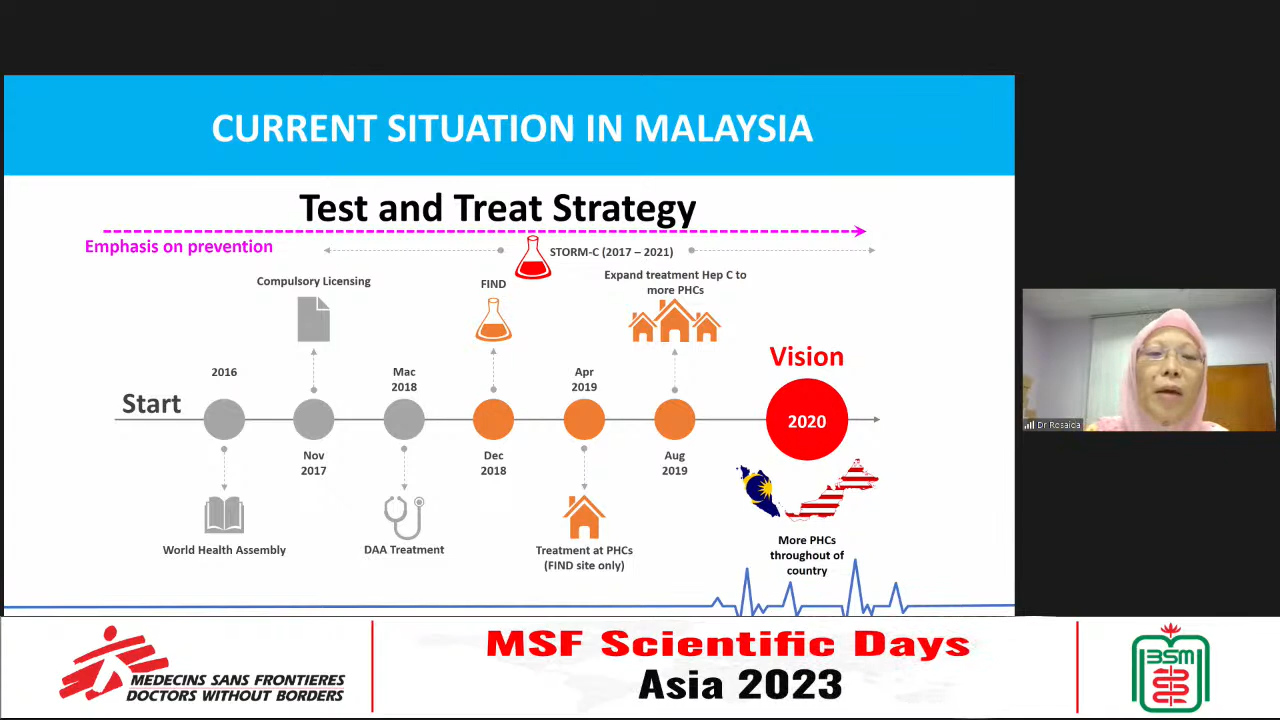 CURRENT SITUATION IN MALAYSIA
Test and Treat Strategy
Emphasis on prevention
STORM-C (2017 – 2021)
Compulsory Licensing
FIND
Expand treatment Hep C to
more PHCs
Vision
2016
Mac
2018
Apr
2019
Start
2020
Nov
2017
Dec
2018
Aug
2019
World Health Assembly
DAA Treatment
Treatment at PHCs
(FIND site only)
More PHCs
throughout of
country
Dr Rosaida
MEDECINS SANS FRONTIERES
DOCTORS WITHOUT BORDERS
MSF Scientific Days
Asia 2023
BSM